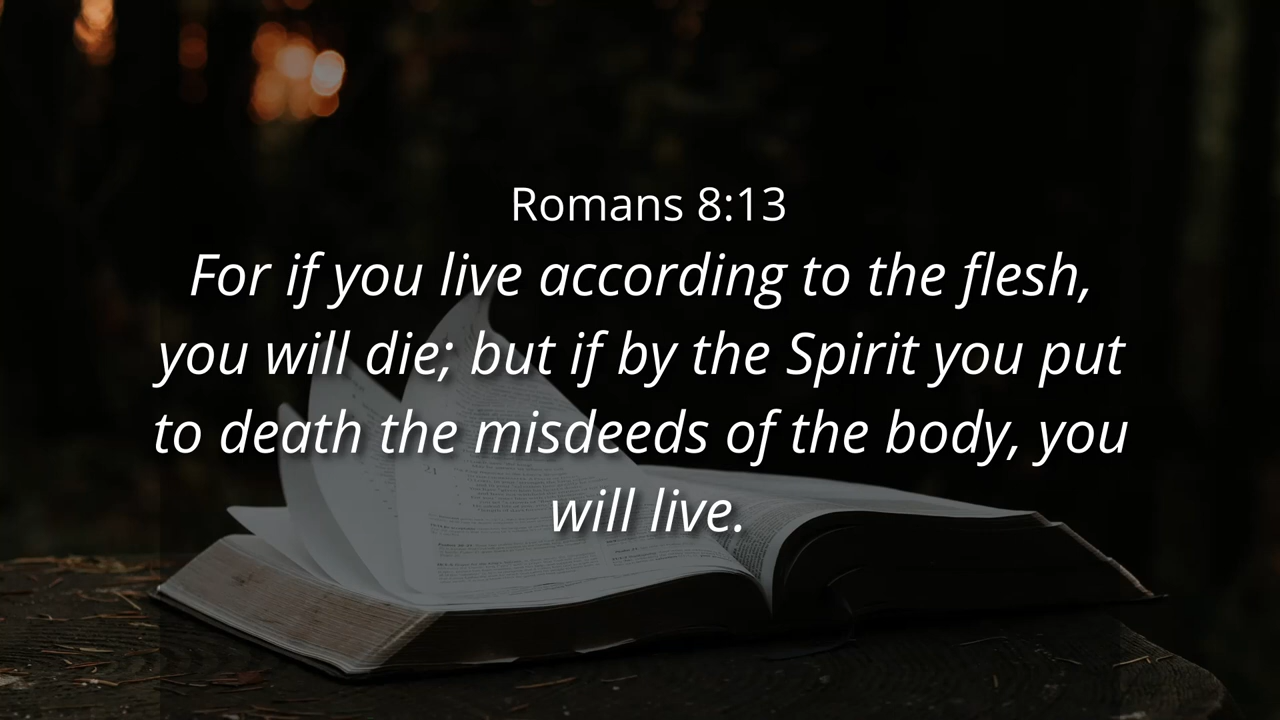 Romans 8:13
For if you live according to the flesh,
you will die; but if by the Spirit you put
to death the misdeeds of the body, you
will live.